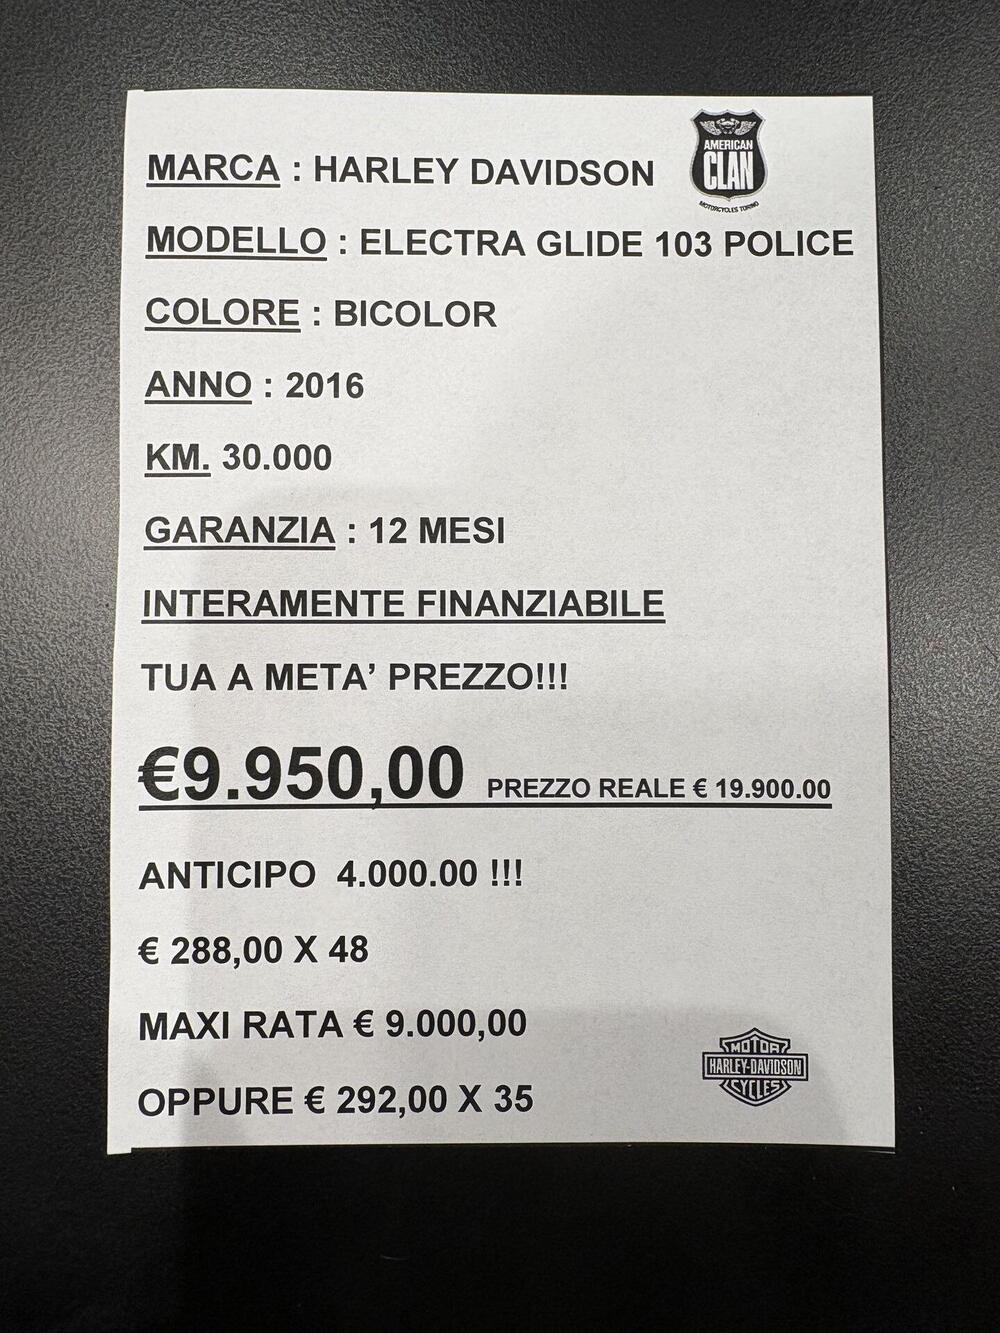 AMERICAN
CLAN
MOTORCYCLES TORINO
MARCA : HARLEY DAVIDSON
MODELLO : ELECTRA GLIDE 103 POLICE
COLORE : BICOLOR
ANNO : 2016
KM. 30.000
GARANZIA : 12 MESI
INTERAMENTE FINANZIABILE
TUA A META' PREZZO!!!
€9.950,00 PREZZO REALE € 19.900.00
ANTICIPO 4.000.00 !!!
€ 288,00 X 48
MAXI RATA € 9.000,00
OPPURE € 292,00 X 35
MOTOR
HARLEY-DAVIDSON
CYCLES